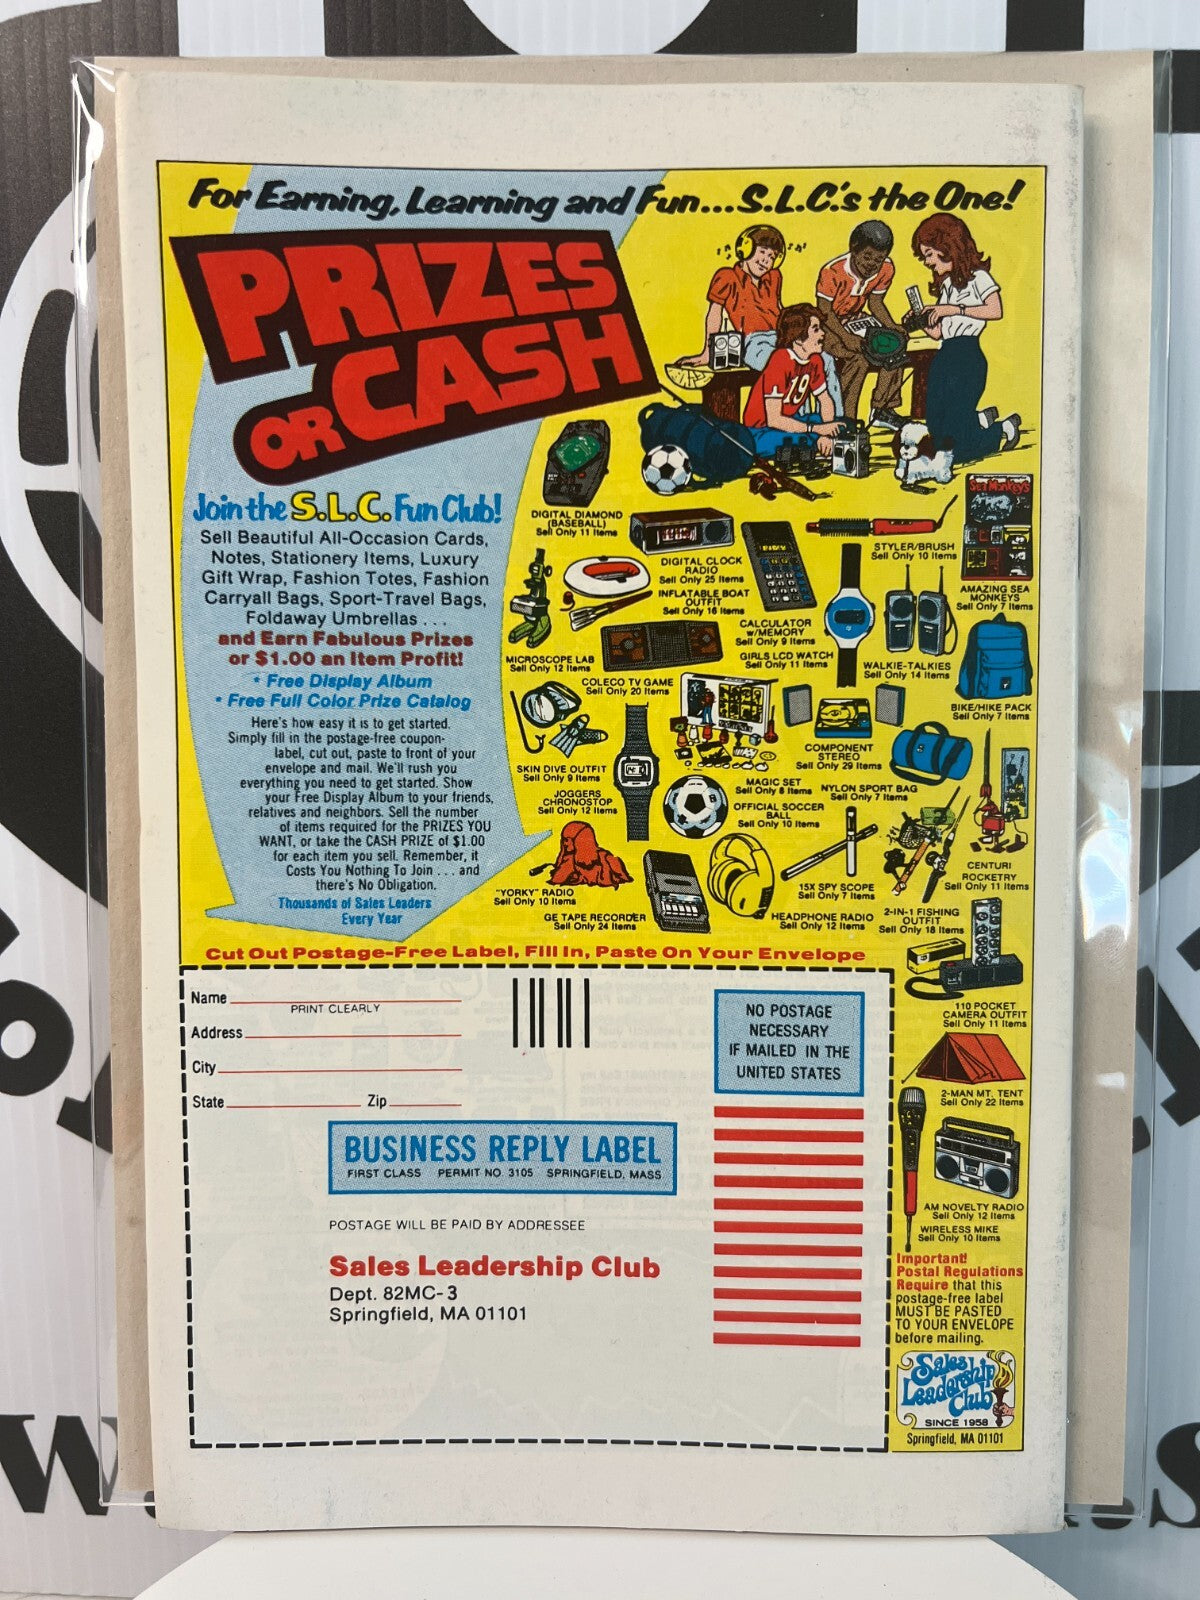 For Earning, Learning and Fun...S.L.C.'s the One!
PRIZES
OR CASH
Join the S.L.C. Fun Club!
Sell Beautiful All-Occasion Cards,
Notes, Stationery Items, Luxury
Gift Wrap, Fashion Totes, Fashion
Carryall Bags, Sport-Travel Bags,
Foldaway Umbrellas . . .
and Earn Fabulous Prizes
or $1.00 an Item Profit!
• Free Display Album
• Free Full Color Prize Catalog
Here's how easy it is to get started.
Simply fill in the postage-free coupon-
label, cut out, paste to front of your
envelope and mail. We'll rush you
everything you need to get started. Show
your Free Display Album to your friends,
relatives and neighbors. Sell the number
of items required for the PRIZES YOU
WANT, or take the CASH PRIZE of $1.00
for each item you sell. Remember, it
Costs You Nothing To Join . . . and
there's No Obligation.
Thousands of Sales Leaders
Every Year
19
DIGITAL DIAMOND
(BASEBALL)
Sell Only 11 Items
DIGITAL CLOCK
RADIO
Sell Only 25 Items
STYLER/BRUSH
Sell Only 10 Items
Sea Monkeys
AMAZING SEA
MONKEYS
Sell Only 7 Items
INFLATABLE BOAT
OUTFIT
Sell Only 16 Items
CALCULATOR
w/MEMORY
Sell Only 9 Items
MICROSCOPE LAB
Sell Only 12 Items
GIRLS LCD WATCH
Sell Only 11 Items
WALKIE-TALKIES
Sell Only 14 Items
COLECO TV GAME
Sell Only 20 Items
BIKE/HIKE PACK
Sell Only 7 Items
SKIN DIVE OUTFIT
Sell Only 9 Items
COMPONENT
STEREO
Sell Only 29 Items
MAGIC SET
Sell Only 8 Items
NYLON SPORT BAG
Sell Only 7 Items
JOGGERS
CHRONOSTOP
Sell Only 12 Items
OFFICIAL SOCCER
BALL
Sell Only 10 Items
CENTURI
ROCKETRY
Sell Only 11 Items
"YORKY" RADIO
Sell Only 10 Items
15X SPY SCOPE
Sell Only 7 Items
GE TAPE RECORDER
Sell Only 24 Items
HEADPHONE RADIO
Sell Only 12 Items
2-IN-1 FISHING
OUTFIT
Sell Only 18 Items
110 POCKET
CAMERA OUTFIT
Sell Only 11 Items
2-MAN MT. TENT
Sell Only 22 Items
AM NOVELTY RADIO
Sell Only 12 Items
WIRELESS MIKE
Sell Only 10 Items
Cut Out Postage-Free Label, Fill In, Paste On Your Envelope
Name
PRINT CLEARLY
Address
City
State Zip
NO POSTAGE
NECESSARY
IF MAILED IN THE
UNITED STATES
BUSINESS REPLY LABEL
FIRST CLASS PERMIT NO. 3105 SPRINGFIELD, MASS
POSTAGE WILL BE PAID BY ADDRESSEE
Sales Leadership Club
Dept. 82MC-3
Springfield, MA 01101
Important!
Postal Regulations
Require that this
postage-free label
MUST BE PASTED
TO YOUR ENVELOPE
before mailing.
Sales
Leadership
Club
SINCE 1958
Springfield, MA 01101